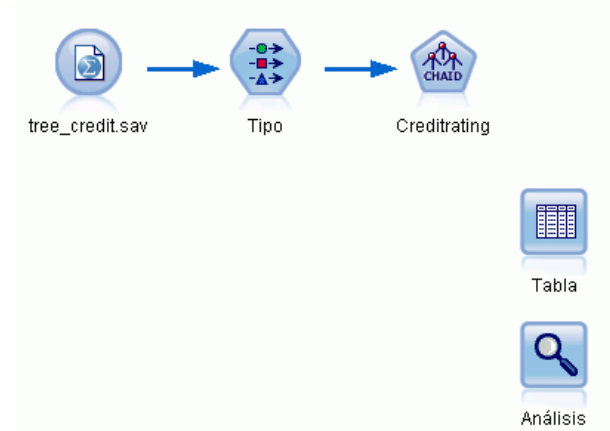 CHAID
tree_credit.sav
Tipo
Creditrating
Tabla
Análisis